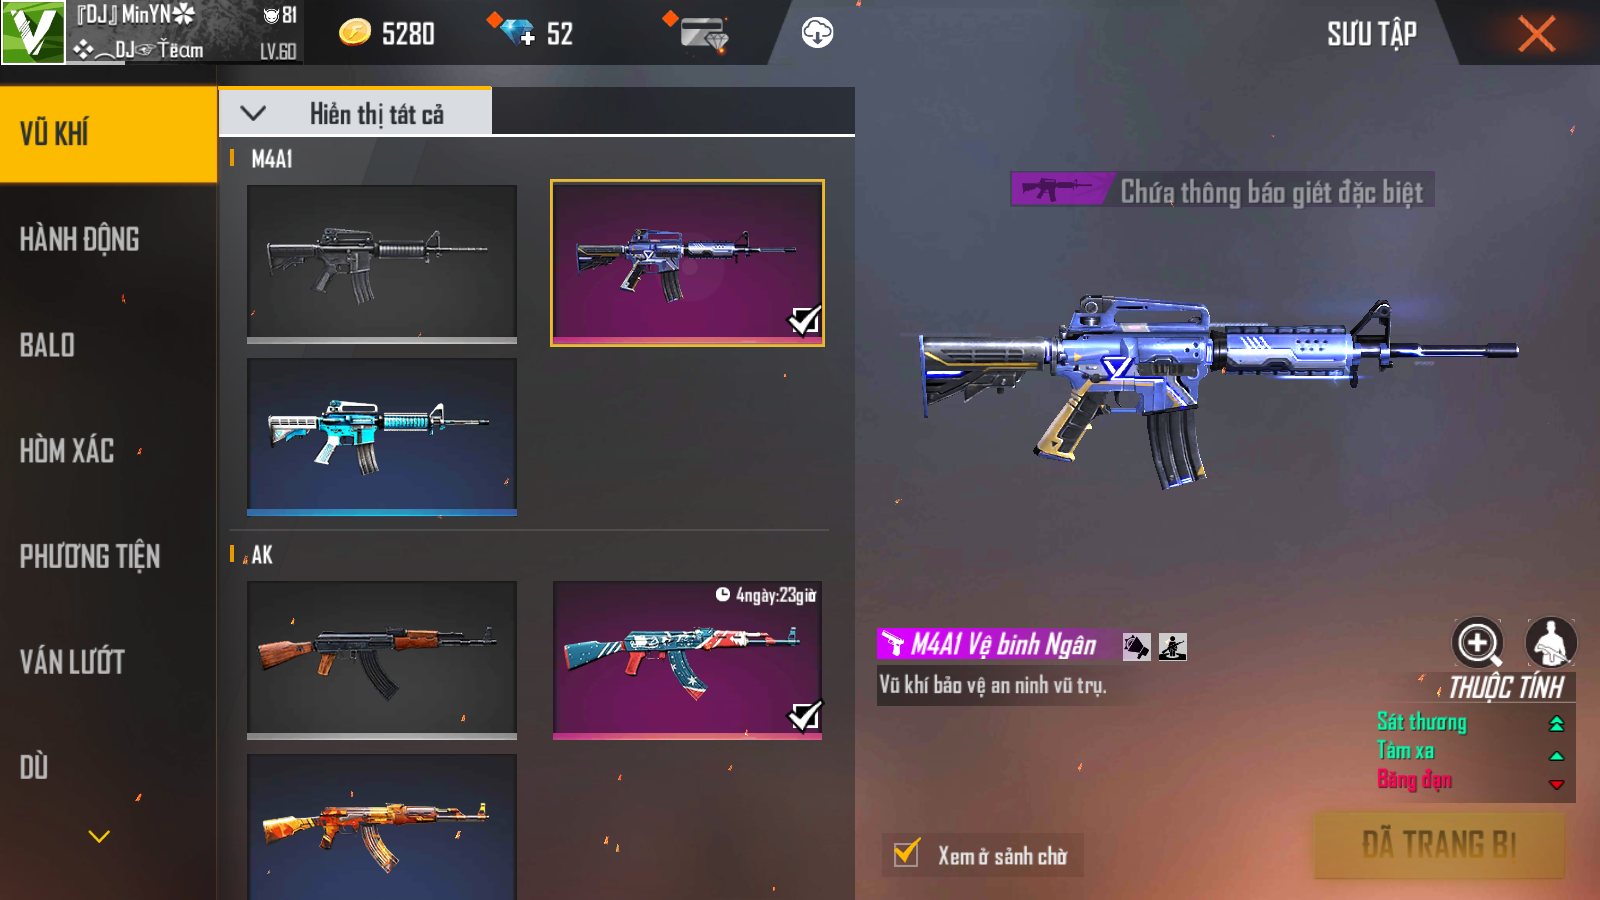 『DJ』MinYN✽
81
5280
52
SƯU TẬP
❖︵DJ☞Ťëαm
LV.60
VŨ KHÍ
HÀNH ĐỘNG
BALO
HÒM XÁC
PHƯƠNG TIỆN
VÁN LƯỚT
DÙ
Hiển thị tất cả
M4A1
AK
4ngày:23giờ
Chứa thông báo giết đặc biệt
M4A1 Vệ binh Ngân
Vũ khí bảo vệ an ninh vũ trụ.
THUỘC TÍNH
Sát thương
Tầm xa
Băng đạn
Xem ở sảnh chờ
ĐÃ TRANG BỊ